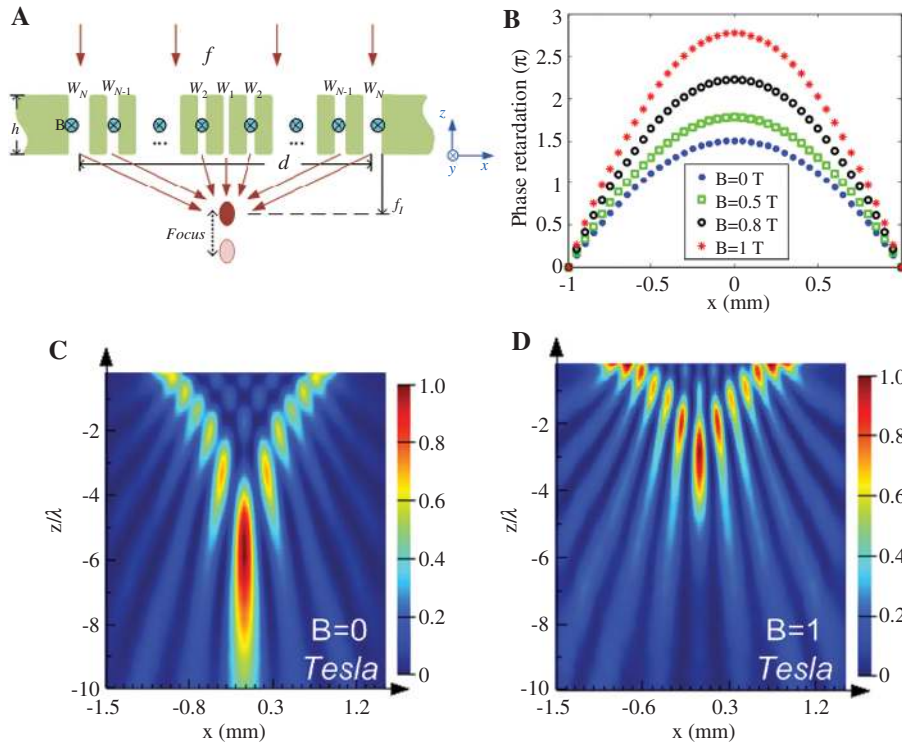 A
f
W_N W_{N-1} W_2 W_1 W_2 W_{N-1} W_N
h
B
... ...
d
z
y x
Focus
f_l
B
Phase retardation (π)
3
2.5
2
1.5
1
0.5
0
B=0 T
B=0.5 T
B=0.8 T
B=1 T
-1 -0.5 0 0.5
x (mm)
C
z/λ
-2
-4
-6
-8
-10
B=0
Tesla
-1.5 -0.8 0.3 1.2
x (mm)
1.0
0.8
0.6
0.4
0.2
0
D
z/λ
-2
-4
-6
-8
-10
B=1
Tesla
-1.5 -0.6 0.3 1.2
x (mm)
1.0
0.8
0.6
0.4
0.2
0